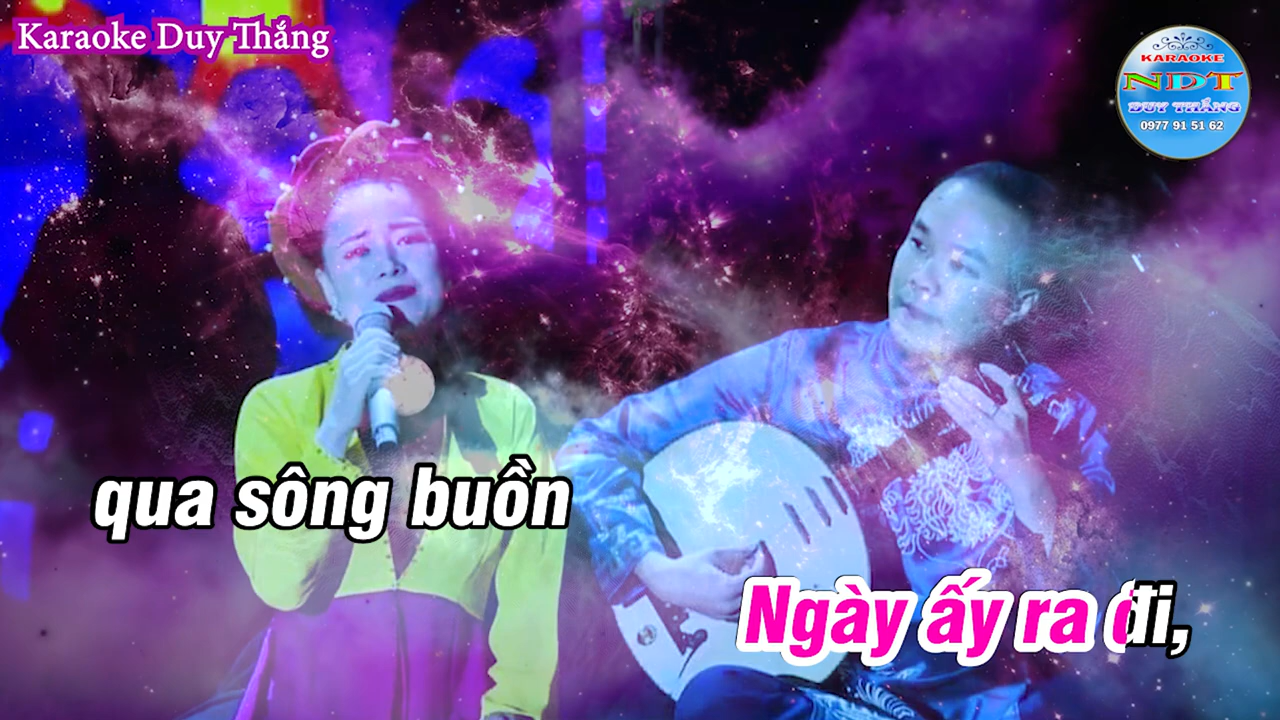 Karaoke Duy Thắng
KARAOKE
NDT
DUY THẮNG
0977 91 51 62
qua sông buồn
Ngày ấy ra đi,